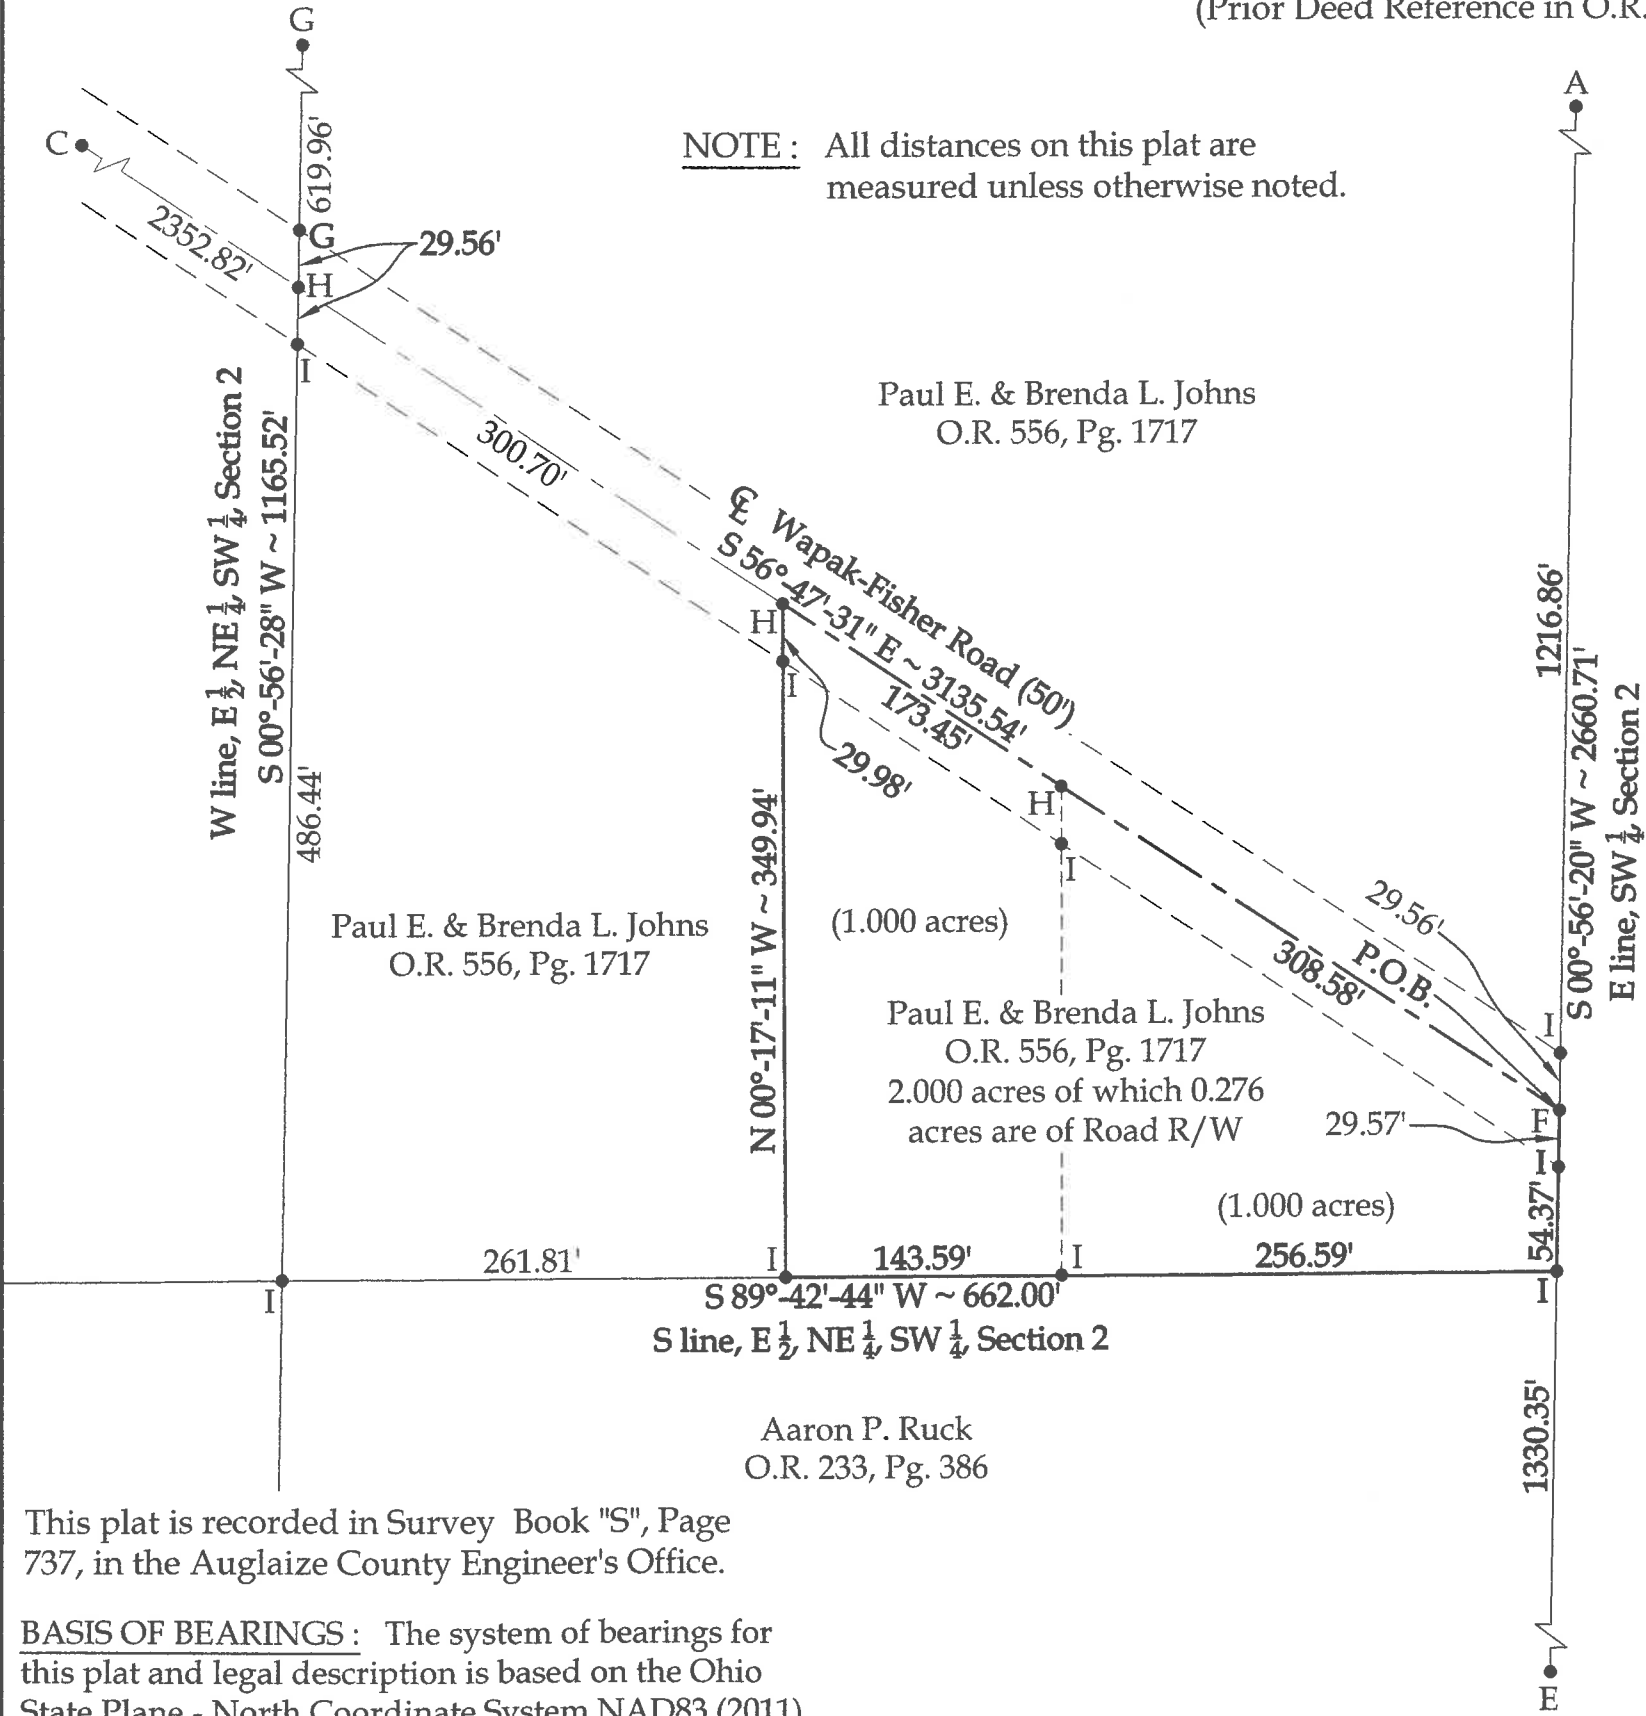 (Prior Deed Reference in O.R.
G
A
C
619.96'
NOTE : All distances on this plat are
measured unless otherwise noted.
2352.82'
G
29.56'
H
I
W line, E 1/2, NE 1/4, SW 1/4, Section 2
S 00°-56'-28" W ~ 1165.52'
486.44'
Paul E. & Brenda L. Johns
O.R. 556, Pg. 1717
300.70'
℄ Wapak-Fisher Road (50')
S 56°-47'-31" E ~ 3135.54'
173.45'
H
I
29.98'
H
I
1216.86'
S 00°-56'-20" W ~ 2660.71'
E line, SW 1/4, Section 2
N 00°-17'-11" W ~ 349.94'
Paul E. & Brenda L. Johns
O.R. 556, Pg. 1717
(1.000 acres)
29.56'
P.O.B.
308.58'
Paul E. & Brenda L. Johns
O.R. 556, Pg. 1717
2.000 acres of which 0.276
acres are of Road R/W
I
F
29.57'
I
54.37'
(1.000 acres)
261.81'
I
143.59'
I
256.59'
I
I
S 89°-42'-44" W ~ 662.00'
S line, E 1/2, NE 1/4, SW 1/4, Section 2
1330.35'
Aaron P. Ruck
O.R. 233, Pg. 386
This plat is recorded in Survey Book "S", Page
737, in the Auglaize County Engineer's Office.
BASIS OF BEARINGS : The system of bearings for
this plat and legal description is based on the Ohio
State Plane - North Coordinate System NAD83 (2011)
E